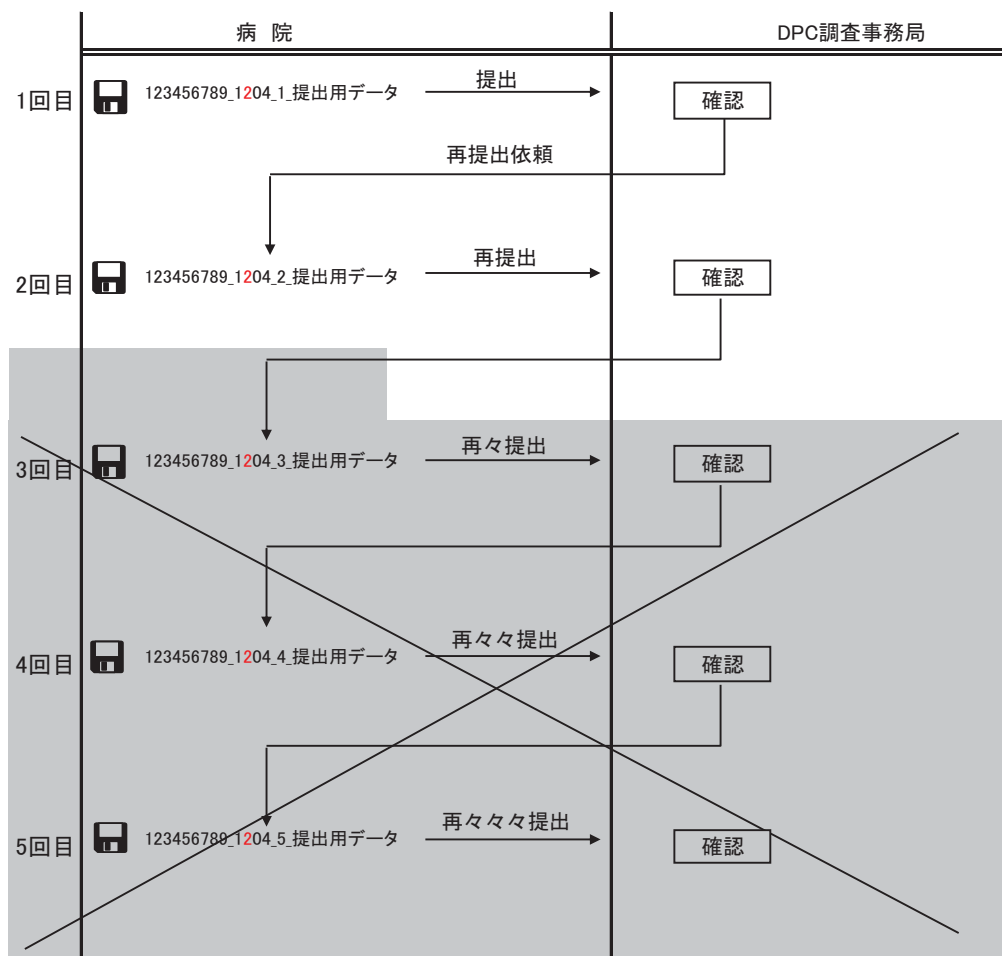 病 院
DPC調査事務局
1回目
123456789_1204_1_提出用データ
提出
確認
再提出依頼
2回目
123456789_1204_2_提出用データ
再提出
確認
3回目
123456789_1204_3_提出用データ
再々提出
確認
4回目
123456789_1204_4_提出用データ
再々々提出
確認
5回目
123456789_1204_5_提出用データ
再々々々提出
確認